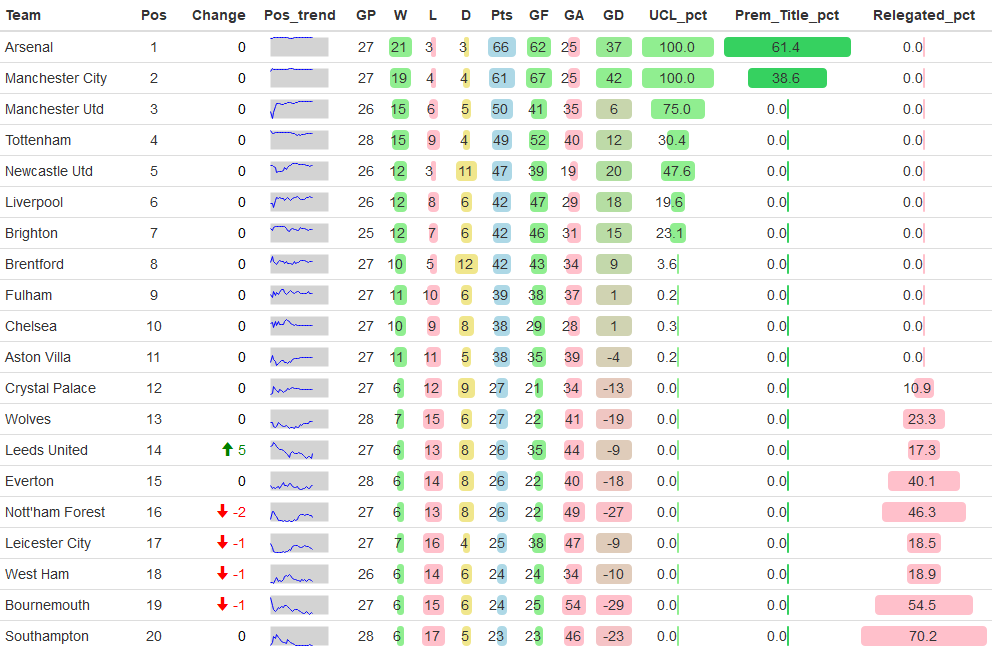 Team Pos Change Pos_trend GP W L D Pts GF GA GD UCL_pct Prem_Title_pct Relegated_pct
Arsenal 1 0 27 21 3 3 66 62 25 37 100.0 61.4 0.0
Manchester City 2 0 27 19 4 4 61 67 25 42 100.0 38.6 0.0
Manchester Utd 3 0 26 15 6 5 50 41 35 6 75.0 0.0 0.0
Tottenham 4 0 28 15 9 4 49 52 40 12 30.4 0.0 0.0
Newcastle Utd 5 0 26 12 3 11 47 39 19 20 47.6 0.0 0.0
Liverpool 6 0 26 12 8 6 42 47 29 18 19.6 0.0 0.0
Brighton 7 0 25 12 7 6 42 46 31 15 23.1 0.0 0.0
Brentford 8 0 27 10 5 12 42 43 34 9 3.6 0.0 0.0
Fulham 9 0 27 11 10 6 39 38 37 1 0.2 0.0 0.0
Chelsea 10 0 27 10 9 8 38 29 28 1 0.3 0.0 0.0
Aston Villa 11 0 27 11 11 5 38 35 39 -4 0.2 0.0 0.0
Crystal Palace 12 0 27 6 12 9 27 21 34 -13 0.0 0.0 10.9
Wolves 13 0 28 7 15 6 27 22 41 -19 0.0 0.0 23.3
Leeds United 14 5 27 6 13 8 26 35 44 -9 0.0 0.0 17.3
Everton 15 0 28 6 14 8 26 22 40 -18 0.0 0.0 40.1
Nott'ham Forest 16 -2 27 6 13 8 26 22 49 -27 0.0 0.0 46.3
Leicester City 17 -1 27 7 16 4 25 38 47 -9 0.0 0.0 18.5
West Ham 18 -1 26 6 14 6 24 24 34 -10 0.0 0.0 18.9
Bournemouth 19 -1 27 6 15 6 24 25 54 -29 0.0 0.0 54.5
Southampton 20 0 28 6 17 5 23 23 46 -23 0.0 0.0 70.2